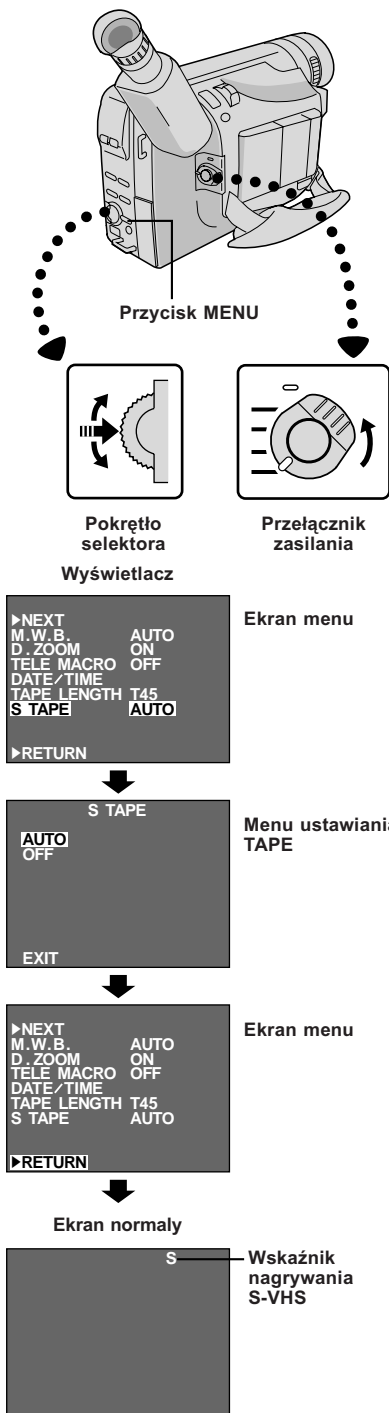 Przycisk MENU
Pokrętło
selektora
Przełącznik
zasilania
Wyświetlacz
▶NEXT
M.W.B. AUTO
D.ZOOM ON
TELE MACRO OFF
DATE/TIME
TAPE LENGTH T45
S TAPE AUTO
▶RETURN
Ekran menu
S TAPE
AUTO
OFF
EXIT
Menu ustawiania
TAPE
▶NEXT
M.W.B. AUTO
D.ZOOM ON
TELE MACRO OFF
DATE/TIME
TAPE LENGTH T45
S TAPE AUTO
▶RETURN
Ekran menu
Ekran normaly
S
Wskaźnik
nagrywania
S-VHS